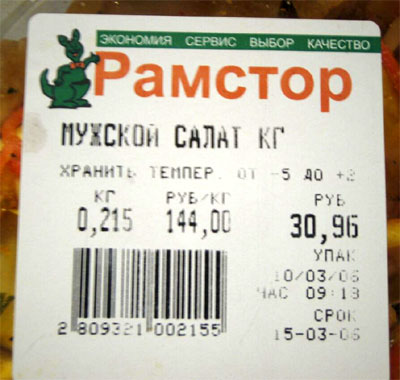 ЭКОНОМИЯ СЕРВИС ВЫБОР КАЧЕСТВО
Рамстор
МУЖСКОЙ САЛАТ КГ
ХРАНИТЬ ТЕМПЕР. ОТ -5 ДО +2
КГ РУБ/КГ РУБ
0,215 144,00 30,96
УПАК
10/03/06
ЧАС 09:13
СРОК
15-03-06
2 809321 002155